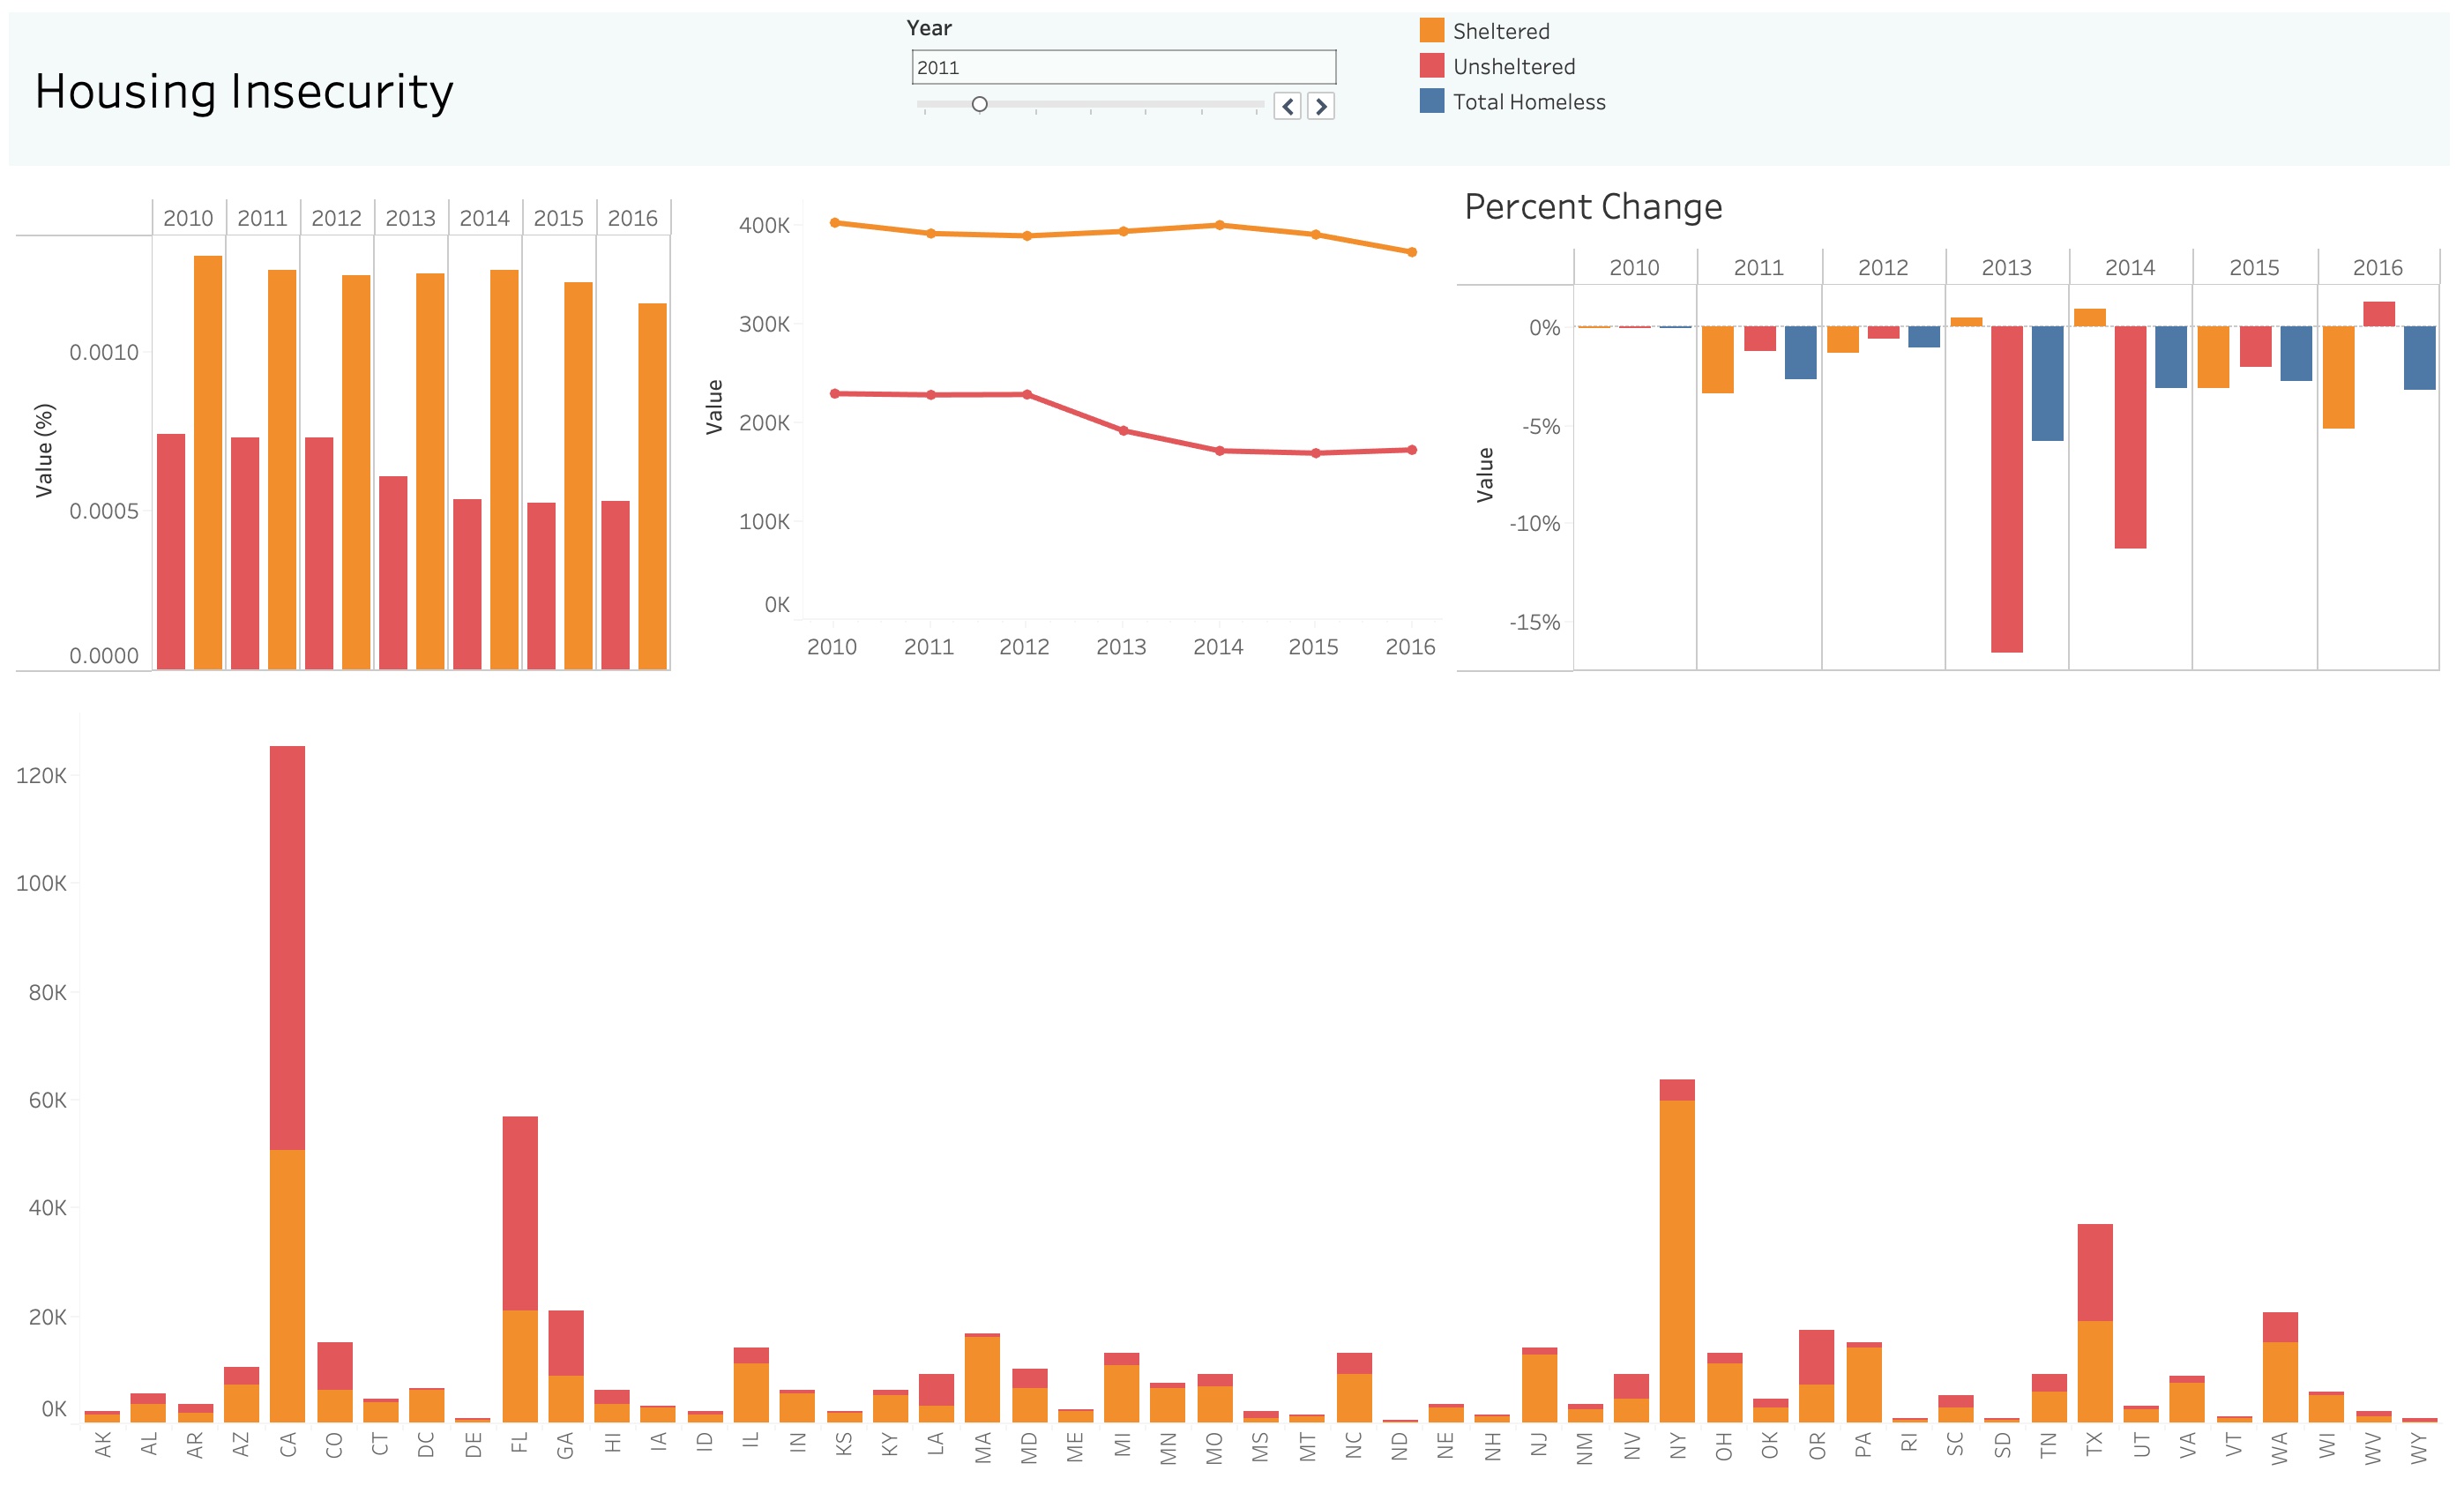 Housing Insecurity
Year
2011
Sheltered
Unsheltered
Total Homeless
2010 2011 2012 2013 2014 2015 2016
Value (%)
0.0010
0.0005
0.0000
Value
400K
300K
200K
100K
0K
2010 2011 2012 2013 2014 2015 2016
Percent Change
2010 2011 2012 2013 2014 2015 2016
Value
0%
-5%
-10%
-15%
120K
100K
80K
60K
40K
20K
0K
AK AL AR AZ CA CO CT DC DE FL GA HI IA ID IL IN KS KY LA MA MD ME MI MN MO MS MT NC ND NE NH NJ NM NV NY OH OK OR PA RI SC SD TN TX UT VA VT WA WI WV WY